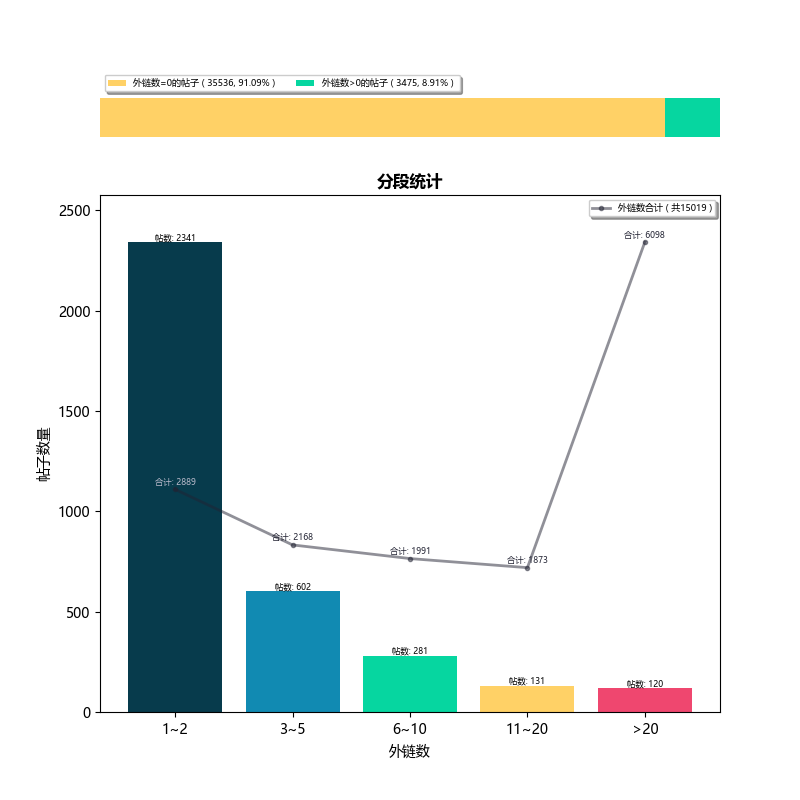 外链数=0的帖子 ( 35536, 91.09% ) 外链数>0的帖子 ( 3475, 8.91% )
分段统计
外链数合计 ( 共15019 )
2500
2000
1500
1000
500
0
帖子数量
帖数: 2341
合计: 6098
合计: 2889
合计: 2168
合计: 1991
合计: 1873
帖数: 602
帖数: 281
帖数: 131
帖数: 120
1~2 3~5 6~10 11~20 >20
外链数